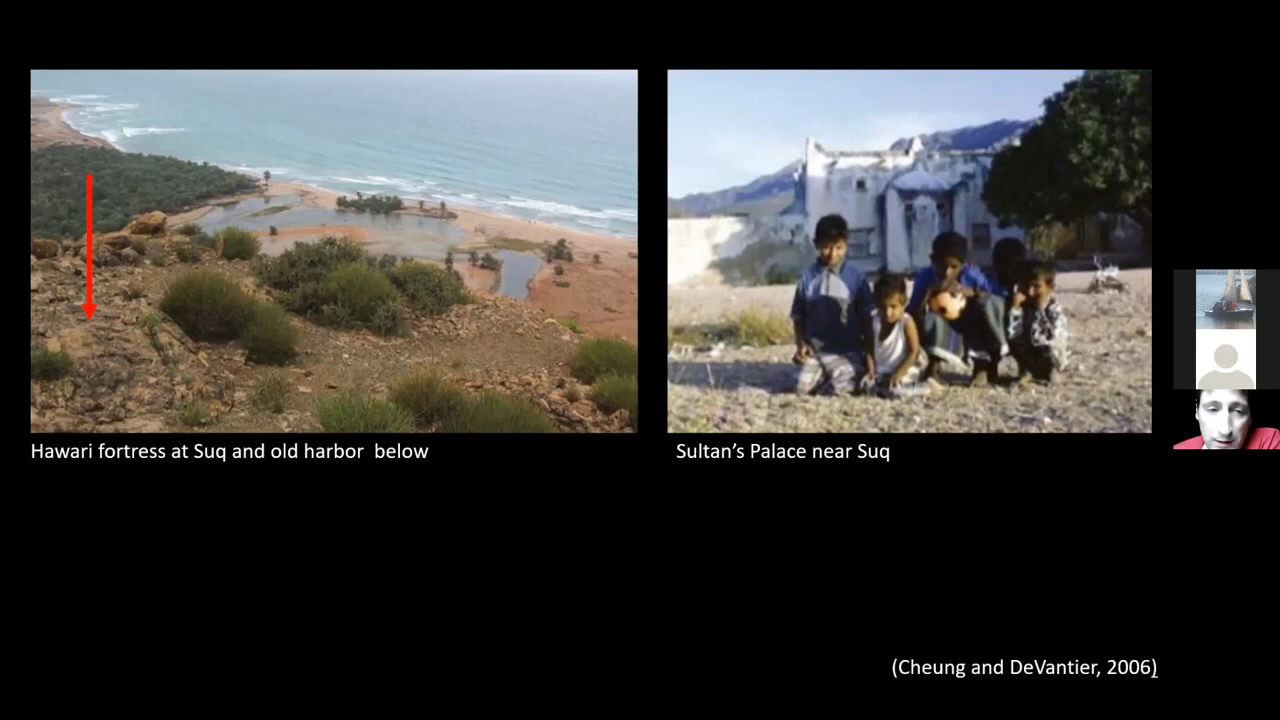 Hawari fortress at Suq and old harbor below
Sultan’s Palace near Suq
(Cheung and DeVantier, 2006)